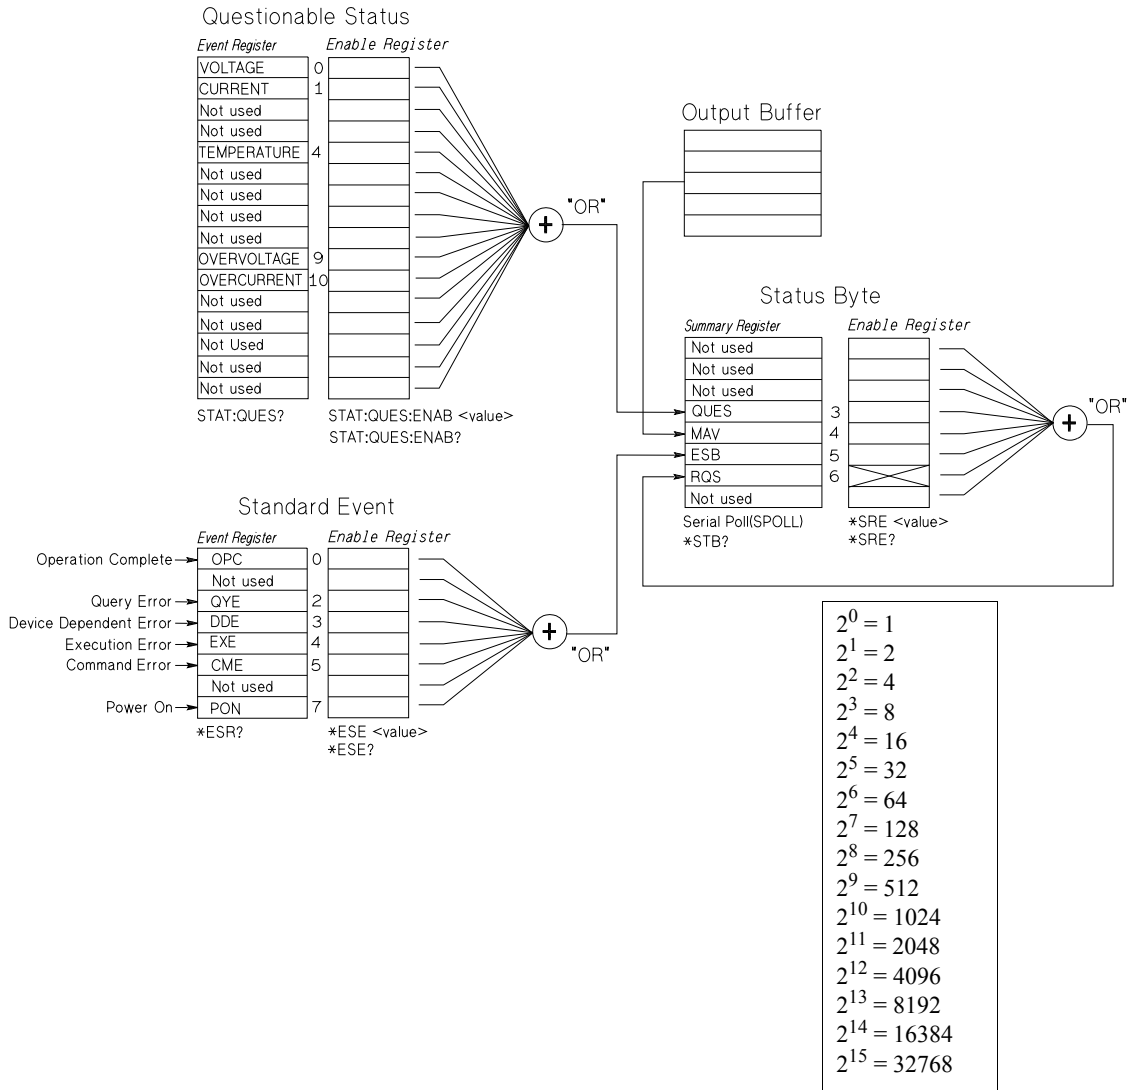 Questionable Status
Event Register Enable Register
VOLTAGE 0
CURRENT 1
Not used
Not used
TEMPERATURE 4
Not used
Not used
Not used
Not used
OVERVOLTAGE 9
OVERCURRENT 10
Not used
Not used
Not Used
Not used
Not used
STAT:QUES? STAT:QUES:ENAB <value>
STAT:QUES:ENAB?
"OR"
Output Buffer
Status Byte
Summary Register Enable Register
Not used
Not used
Not used
QUES 3
MAV 4
ESB 5
RQS 6
Not used
Serial Poll(SPOLL) *SRE <value>
*STB? *SRE?
"OR"
Standard Event
Event Register Enable Register
Operation Complete OPC 0
Not used
Query Error QYE 2
Device Dependent Error DDE 3
Execution Error EXE 4
Command Error CME 5
Not used
Power On PON 7
*ESR? *ESE <value>
*ESE?
"OR"
2^0 = 1
2^1 = 2
2^2 = 4
2^3 = 8
2^4 = 16
2^5 = 32
2^6 = 64
2^7 = 128
2^8 = 256
2^9 = 512
2^10 = 1024
2^11 = 2048
2^12 = 4096
2^13 = 8192
2^14 = 16384
2^15 = 32768